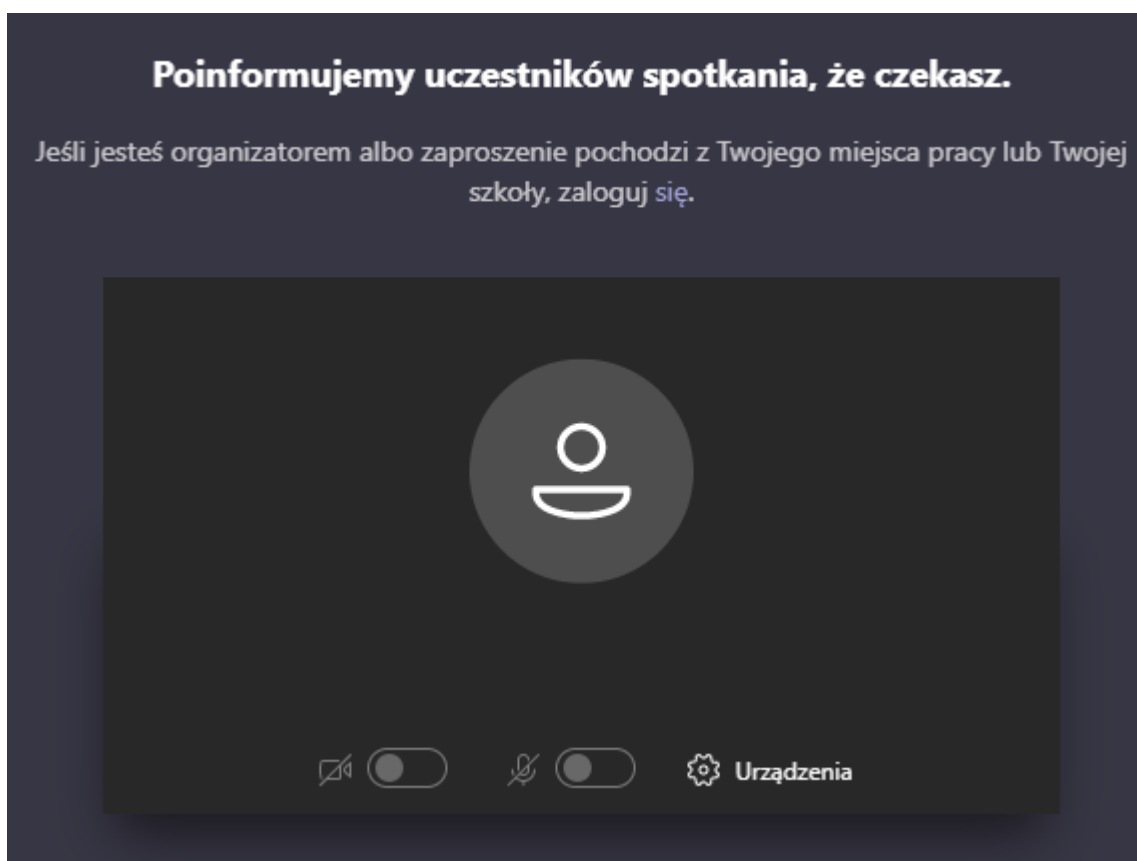 Poinformujemy uczestników spotkania, że czekasz.
Jeśli jesteś organizatorem albo zaproszenie pochodzi z Twojego miejsca pracy lub Twojej
szkoły, zaloguj się.
Urządzenia